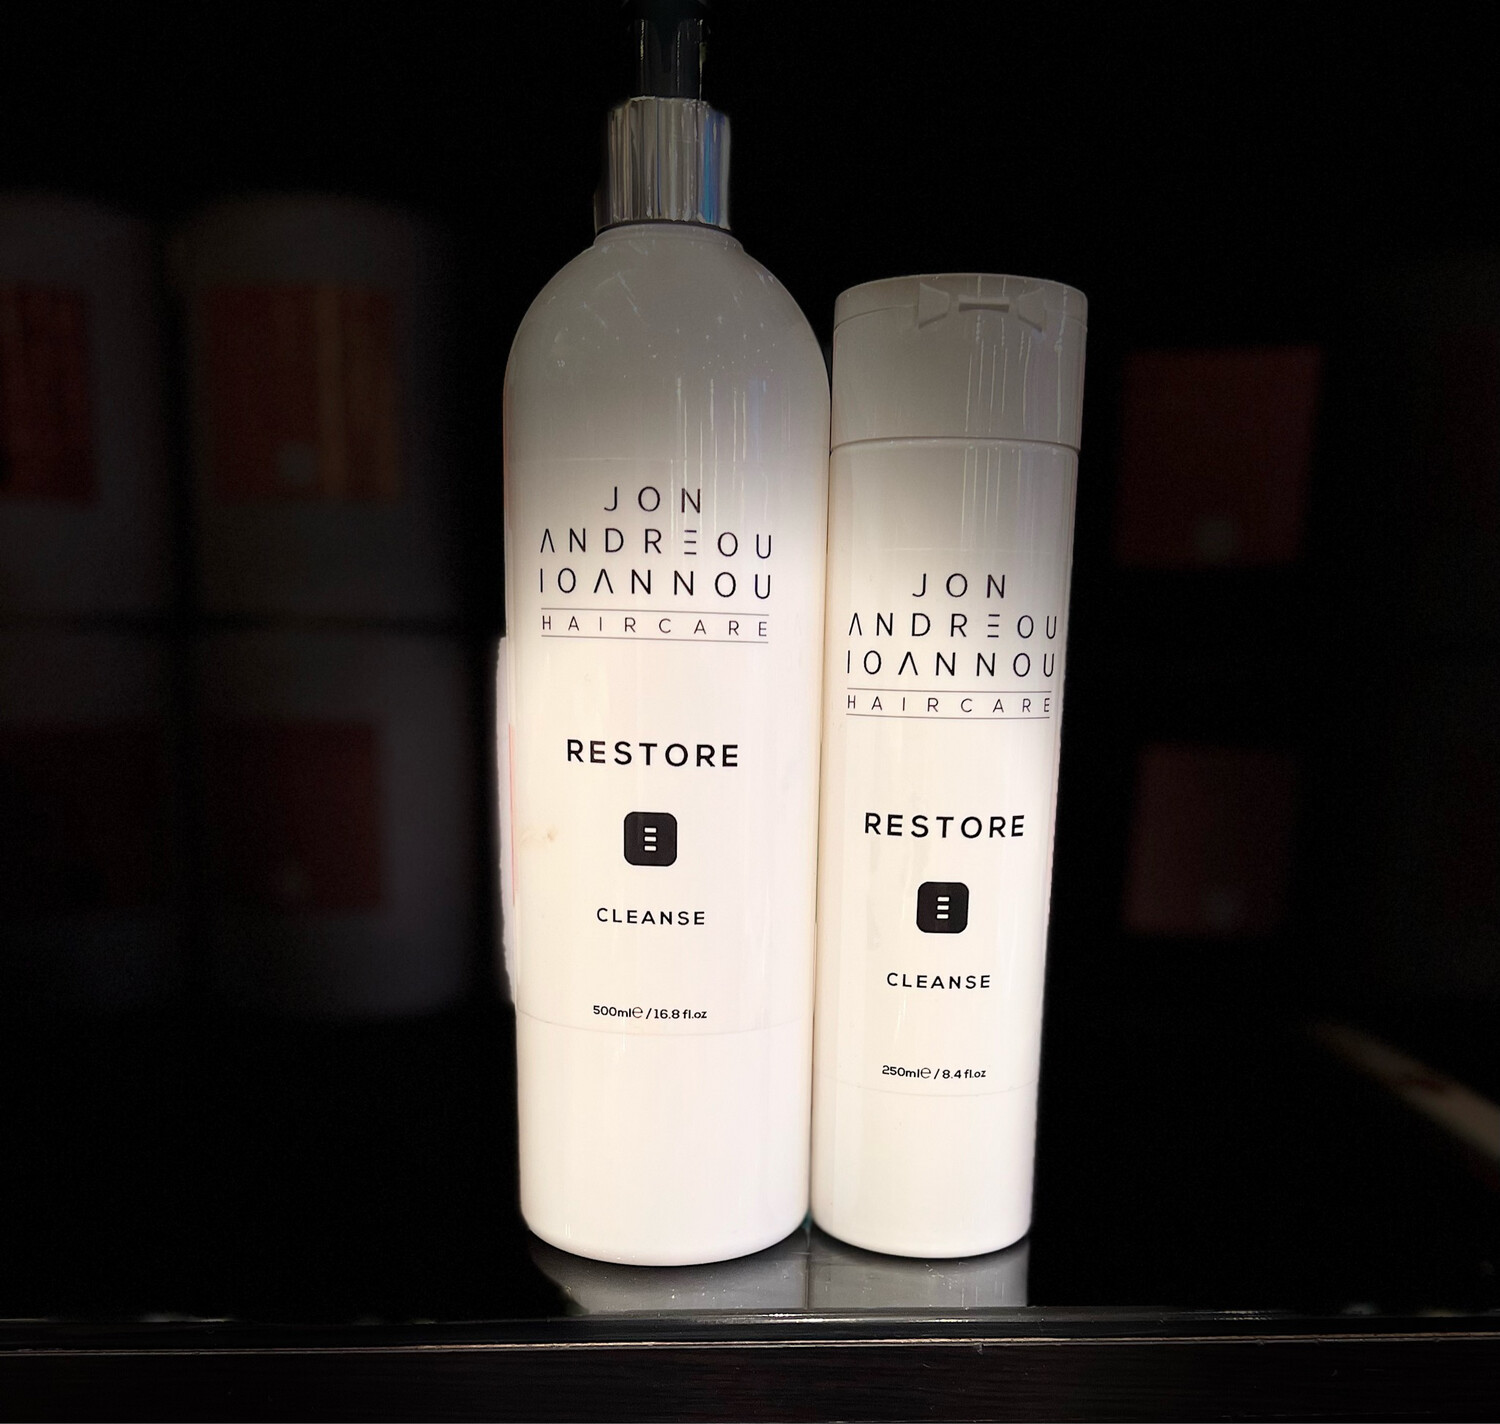 JON
ANDREOU
IOANNOU
HAIRCARE
RESTORE
CLEANSE
500ml℮ / 16.8 fl.oz
JON
ANDREOU
IOANNOU
HAIRCARE
RESTORE
CLEANSE
250ml℮ / 8.4 fl.oz